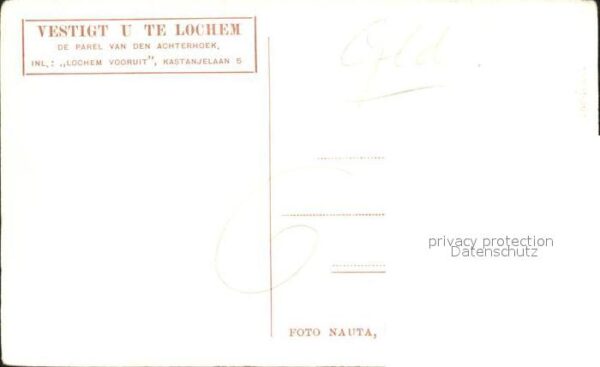 VESTIGT U TE LOCHEM
DE PAREL VAN DEN ACHTERHOEK,
INL,: „LOCHEM VOORUIT”, KASTANJELAAN 5
Gld.
privacy protection
Datenschutz
FOTO NAUTA,